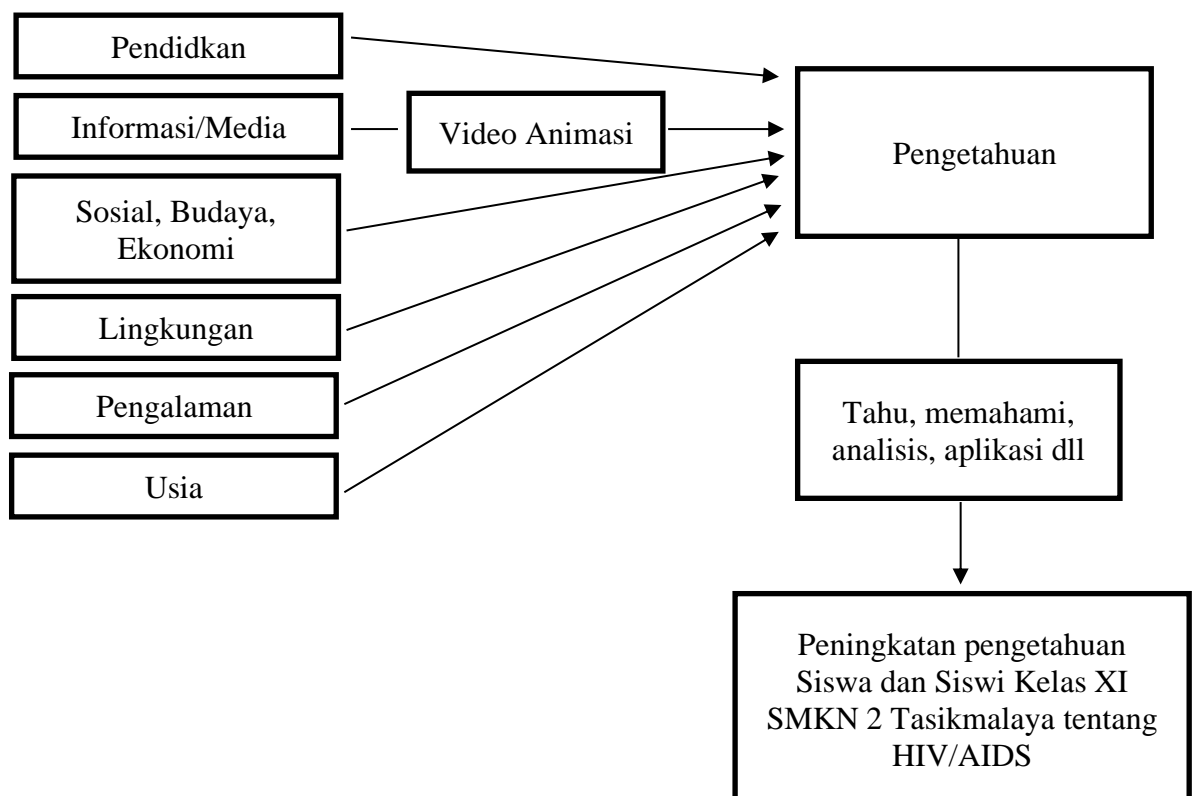 Pendidkan
Informasi/Media
Video Animasi
Sosial, Budaya,
Ekonomi
Lingkungan
Pengalaman
Usia
Pengetahuan
Tahu, memahami,
analisis, aplikasi dll
Peningkatan pengetahuan
Siswa dan Siswi Kelas XI
SMKN 2 Tasikmalaya tentang
HIV/AIDS